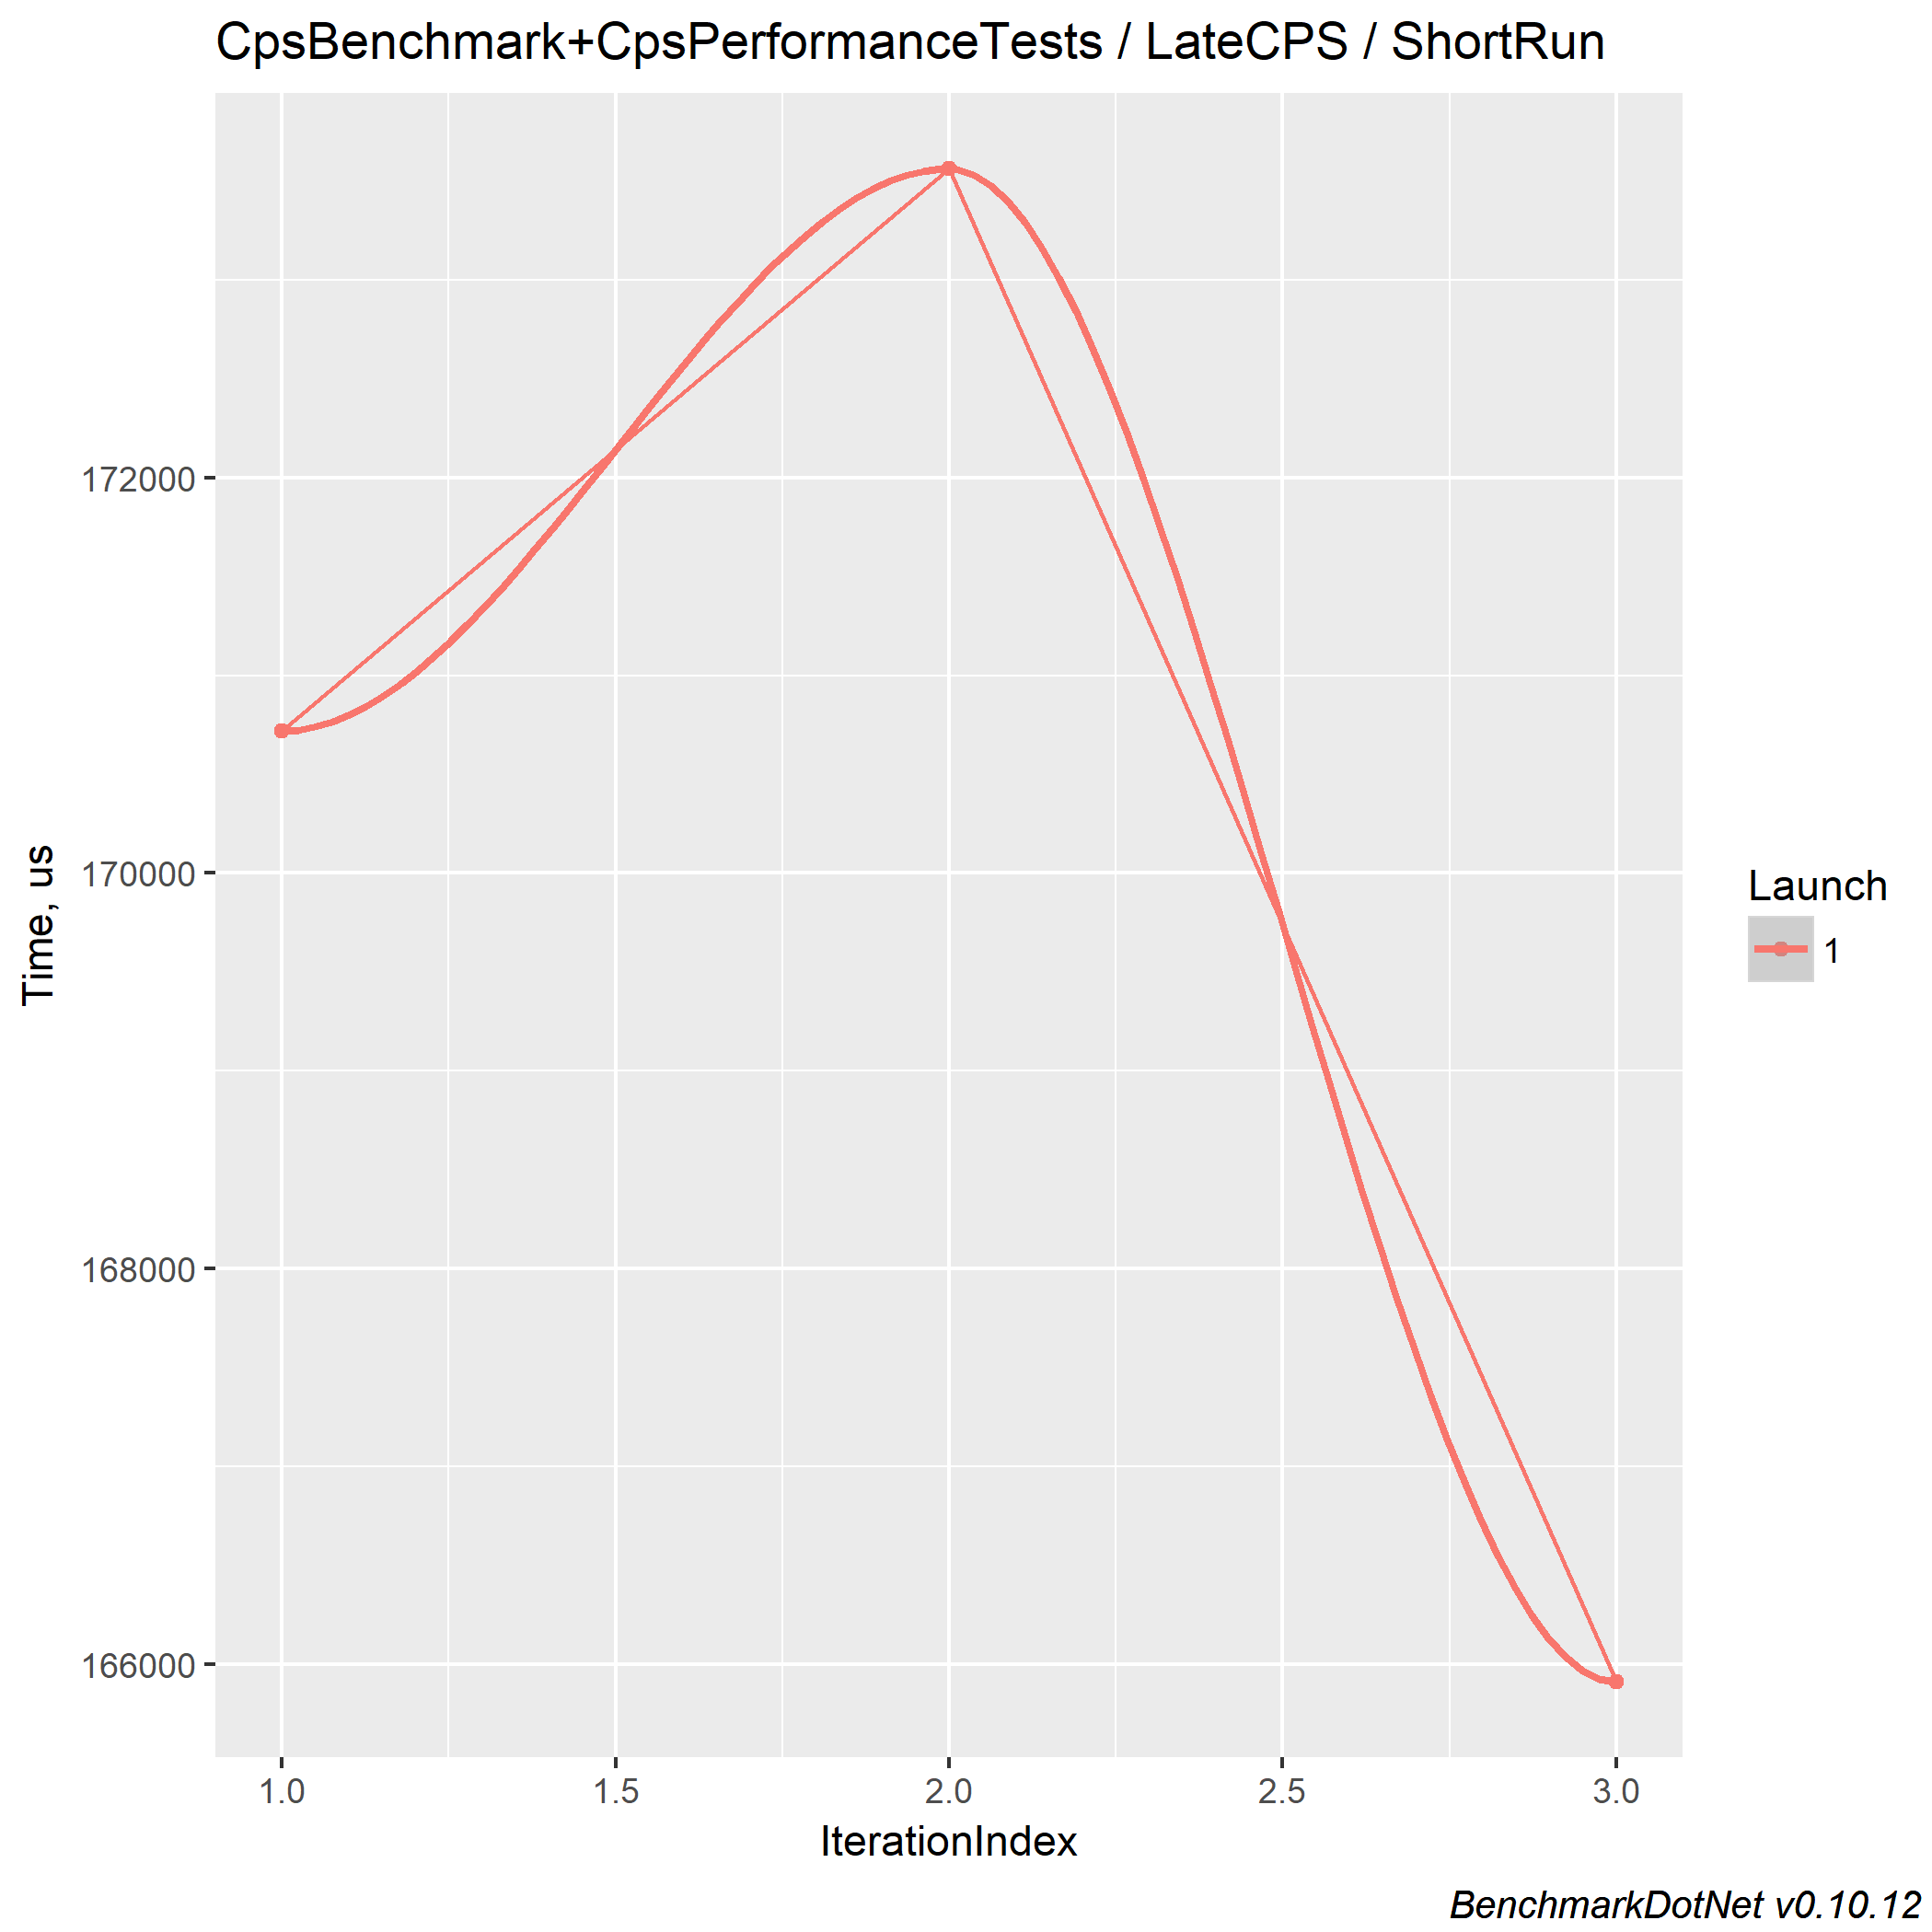 CpsBenchmark+CpsPerformanceTests / LateCPS / ShortRun
172000
170000
168000
166000
Time, us
1.0 1.5 2.0 2.5 3.0
IterationIndex
Launch
1
BenchmarkDotNet v0.10.12